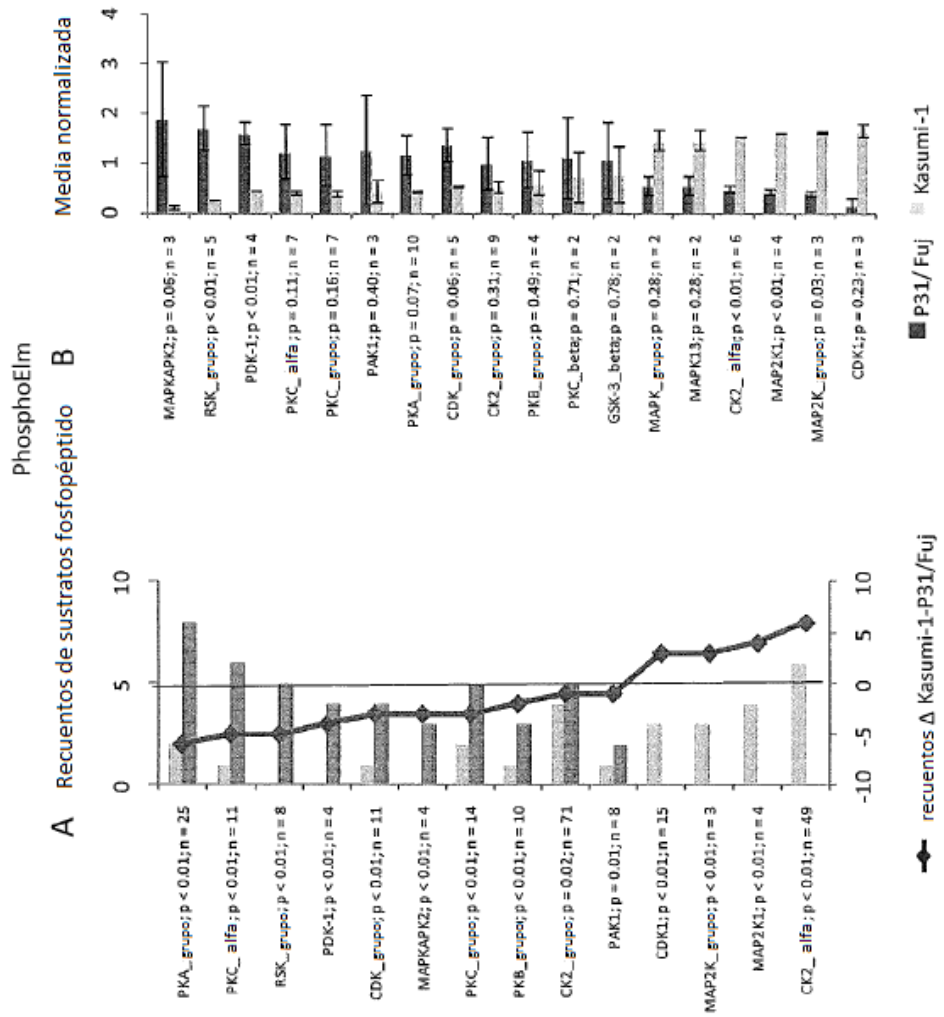 PhosphoElm
A
Recuentos de sustratos fosfopéptido
0
5
10
PKA_grupo; p < 0.01; n = 25
PKC_ alfa; p < 0.01; n = 11
RSK_grupo; p < 0.01; n = 8
PDK-1; p < 0.01; n = 4
CDK_grupo; p < 0.01; n = 11
MAPKAPK2; p < 0.01; n = 4
PKC_grupo; p < 0.01; n = 14
PKB_grupo; p < 0.01; n = 10
CK2_grupo; p = 0.02; n = 71
PAK1; p = 0.01; n = 8
CDK1; p < 0.01; n = 15
MAP2K_grupo; p < 0.01; n = 3
MAP2K1; p < 0.01; n = 4
CK2_ alfa; p < 0.01; n = 49
-10
-5
0
5
10
recuentos Δ Kasumi-1-P31/Fuj
B
Media normalizada
0
1
2
3
4
MAPKAPK2; p = 0.06; n = 3
RSK_grupo; p < 0.01; n = 5
PDK-1; p < 0.01; n = 4
PKC_ alfa; p = 0.11; n = 7
PKC_grupo; p = 0.16; n = 7
PAK1; p = 0.40; n = 3
PKA_grupo; p = 0.07; n = 10
CDK_grupo; p = 0.06; n = 5
CK2_grupo; p = 0.31; n = 9
PKB_grupo; p = 0.49; n = 4
PKC_beta; p = 0.71; n = 2
GSK-3_beta; p = 0.78; n = 2
MAPK_grupo; p = 0.28; n = 2
MAPK13; p = 0.28; n = 2
CK2_ alfa; p < 0.01; n = 6
MAP2K1; p < 0.01; n = 4
MAP2K_grupo; p = 0.03; n = 3
CDK1; p = 0.23; n = 3
P31/ Fuj
Kasumi-1